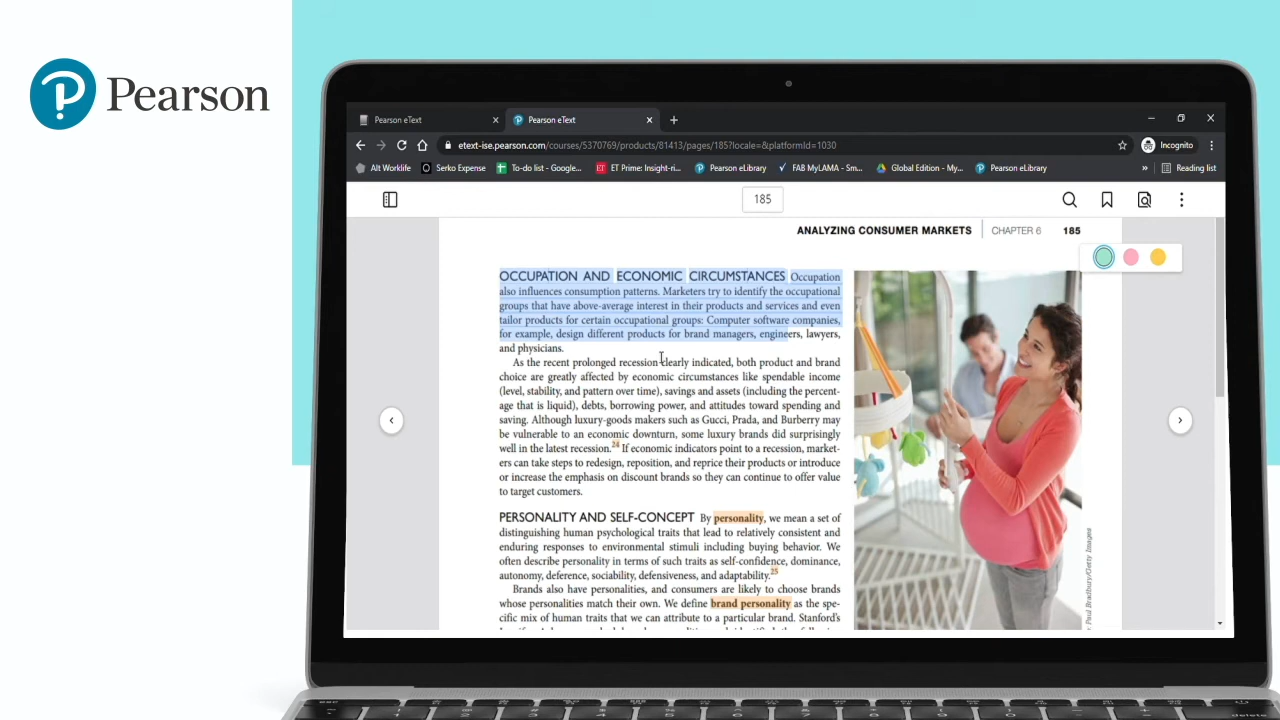 Pearson
Pearson eText
Pearson eText
etext-ise.pearson.com/courses/5370769/products/81413/pages/185?locale=&platformId=1030
Incognito
Alt Worklife
Serko Expense
To-do list - Google...
ET Prime: Insight-ri...
Pearson eLibrary
FAB MyLAMA - Sm...
Global Edition - My...
Pearson eLibrary
»
Reading list
185
ANALYZING CONSUMER MARKETS | CHAPTER 6 185
OCCUPATION AND ECONOMIC CIRCUMSTANCES Occupation
also influences consumption patterns. Marketers try to identify the occupational
groups that have above-average interest in their products and services and even
tailor products for certain occupational groups: Computer software companies,
for example, design different products for brand managers, engineers, lawyers,
and physicians.
As the recent prolonged recession clearly indicated, both product and brand
choice are greatly affected by economic circumstances like spendable income
(level, stability, and pattern over time), savings and assets (including the percent-
age that is liquid), debts, borrowing power, and attitudes toward spending and
saving. Although luxury-goods makers such as Gucci, Prada, and Burberry may
be vulnerable to an economic downturn, some luxury brands did surprisingly
well in the latest recession.24 If economic indicators point to a recession, market-
ers can take steps to redesign, reposition, and reprice their products or introduce
or increase the emphasis on discount brands so they can continue to offer value
to target customers.
PERSONALITY AND SELF-CONCEPT By personality, we mean a set of
distinguishing human psychological traits that lead to relatively consistent and
enduring responses to environmental stimuli including buying behavior. We
often describe personality in terms of such traits as self-confidence, dominance,
autonomy, deference, sociability, defensiveness, and adaptability.25
Brands also have personalities, and consumers are likely to choose brands
whose personalities match their own. We define brand personality as the spe-
cific mix of human traits that we can attribute to a particular brand. Stanford's
Paul Bradbury/Getty Images
delete